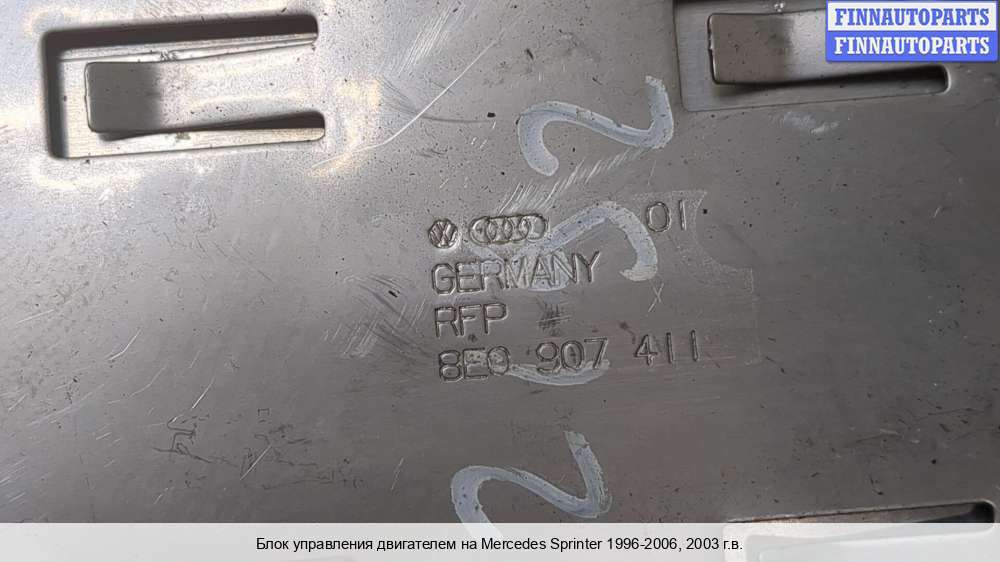 FINNAUTOPARTS
FINNAUTOPARTS
01
GERMANY
RFP
8E0 907 411
Блок управления двигателем на Mercedes Sprinter 1996-2006, 2003 г.в.